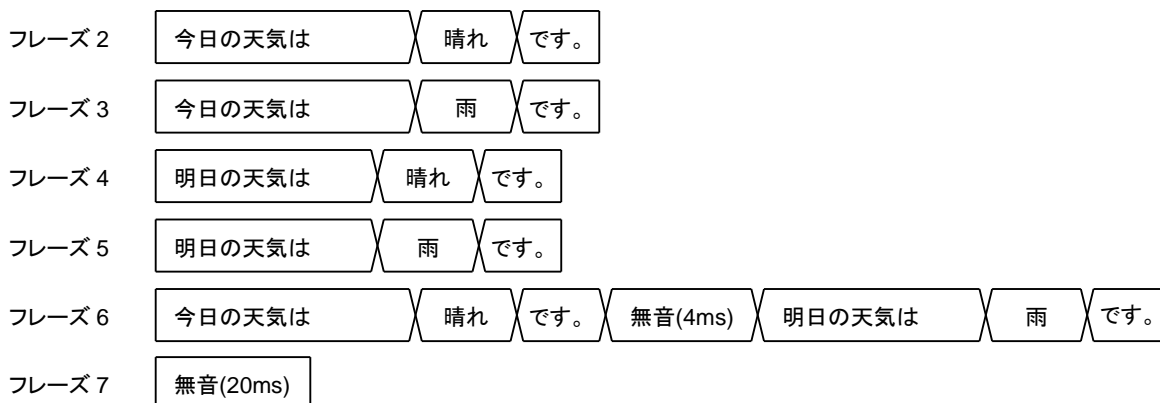 フレーズ 2 今日の天気は 晴れ です。
フレーズ 3 今日の天気は 雨 です。
フレーズ 4 明日の天気は 晴れ です。
フレーズ 5 明日の天気は 雨 です。
フレーズ 6 今日の天気は 晴れ です。 無音(4ms) 明日の天気は 雨 です。
フレーズ 7 無音(20ms)